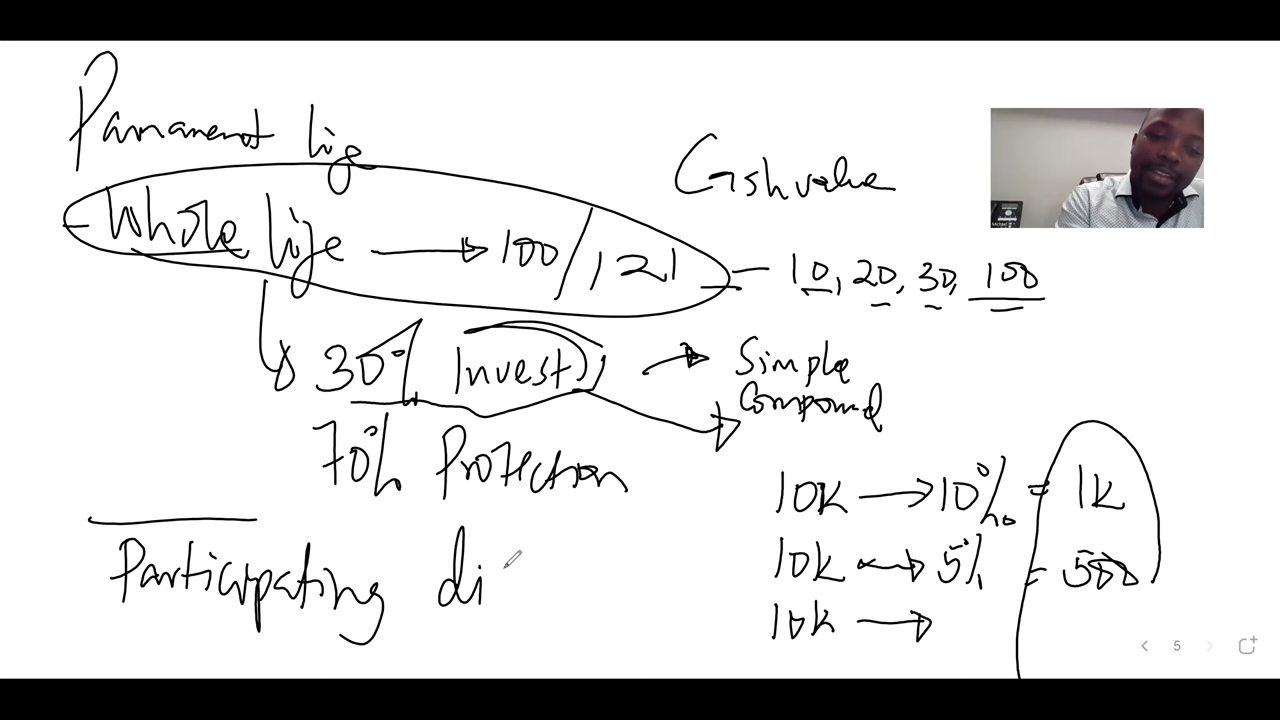 Pamament life
Cashvalue
- Whole life → 100/121 - 10, 20, 30, 100
30% Invest → Simple
Compound
70% Protection
10K → 10% = 1K
10K → 5% = 500
10K →
Participating di
5